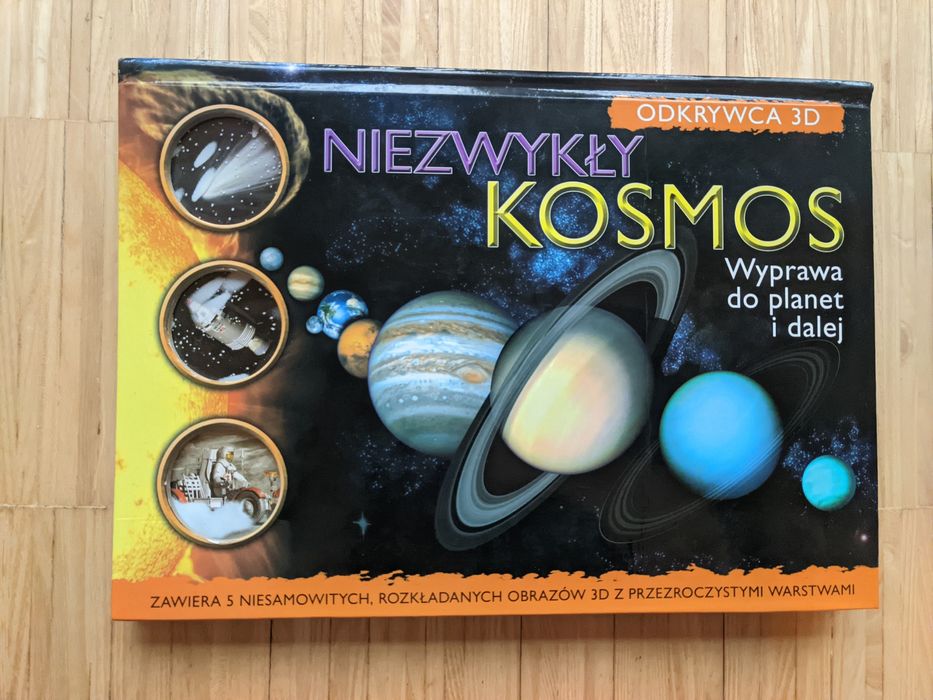 ODKRYWCA 3D
NIEZWYKŁY
KOSMOS
Wyprawa
do planet
i dalej
ZAWIERA 5 NIESAMOWITYCH, ROZKŁADANYCH OBRAZÓW 3D Z PRZEZROCZYSTYMI WARSTWAMI